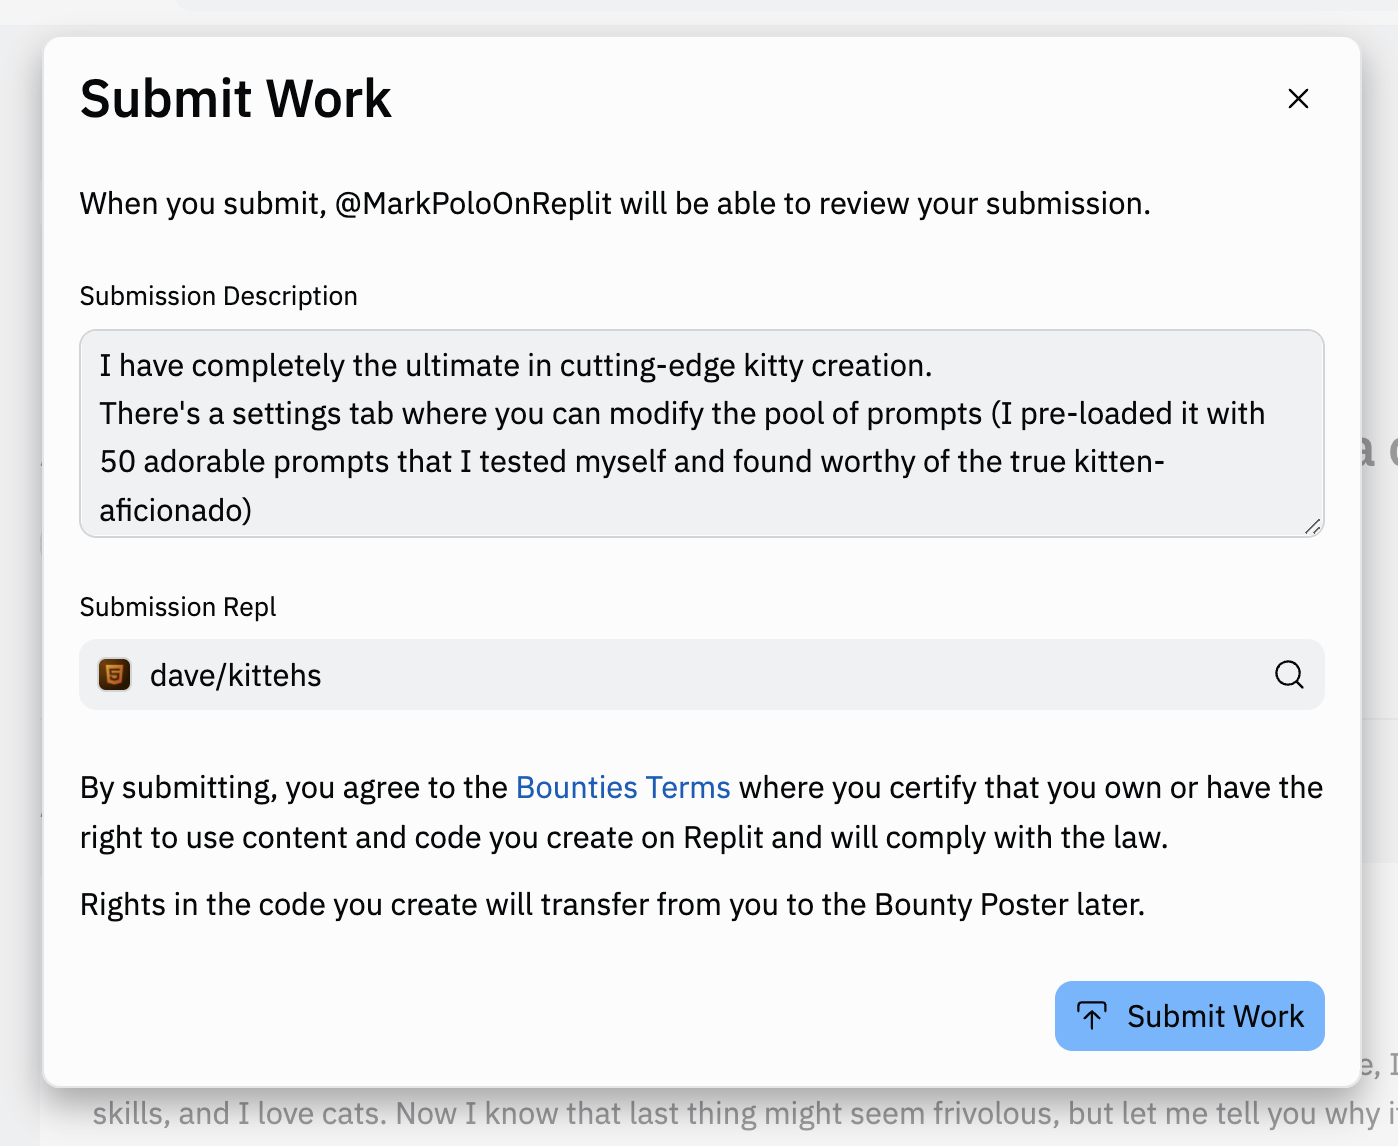 Submit Work
When you submit, @MarkPoloOnReplit will be able to review your submission.
Submission Description
I have completely the ultimate in cutting-edge kitty creation.
There's a settings tab where you can modify the pool of prompts (I pre-loaded it with
50 adorable prompts that I tested myself and found worthy of the true kitten-
aficionado)
Submission Repl
dave/kittehs
By submitting, you agree to the Bounties Terms where you certify that you own or have the
right to use content and code you create on Replit and will comply with the law.
Rights in the code you create will transfer from you to the Bounty Poster later.
Submit Work
skills, and I love cats. Now I know that last thing might seem frivolous, but let me tell you why